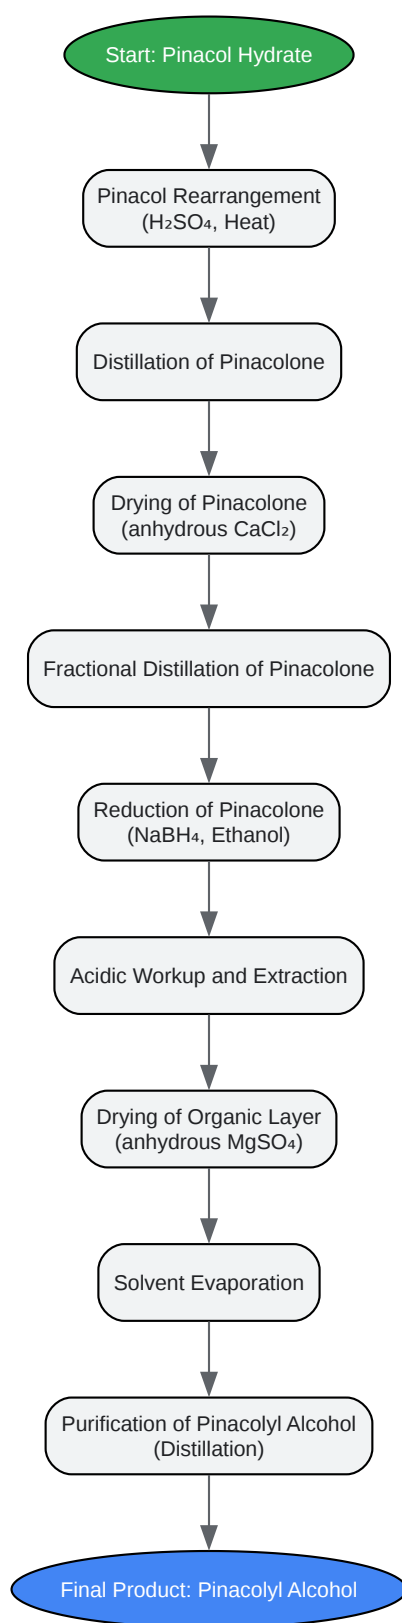 Start: Pinacol Hydrate
Pinacol Rearrangement
(H₂SO₄, Heat)
Distillation of Pinacolone
Drying of Pinacolone
(anhydrous CaCl₂)
Fractional Distillation of Pinacolone
Reduction of Pinacolone
(NaBH₄, Ethanol)
Acidic Workup and Extraction
Drying of Organic Layer
(anhydrous MgSO₄)
Solvent Evaporation
Purification of Pinacolyl Alcohol
(Distillation)
Final Product: Pinacolyl Alcohol